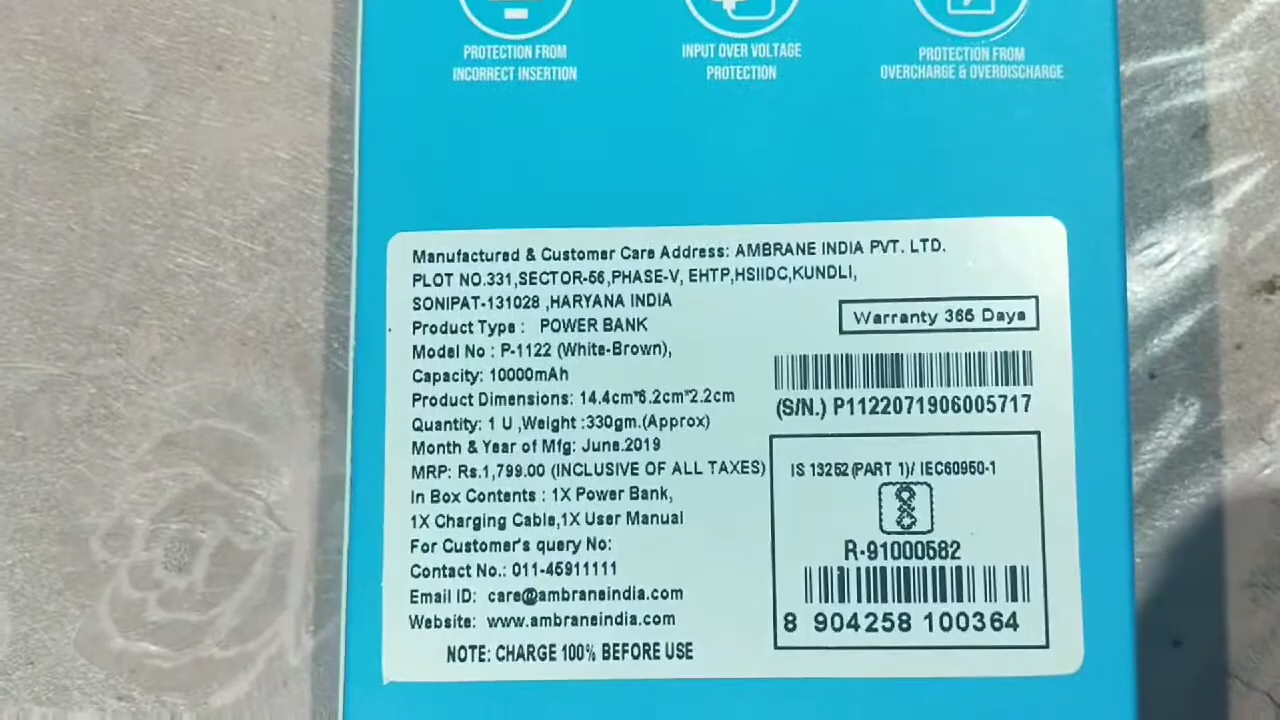 PROTECTION FROM
INCORRECT INSERTION
INPUT OVER VOLTAGE
PROTECTION
PROTECTION FROM
OVERCHARGE & OVERDISCHARGE
Manufactured & Customer Care Address: AMBRANE INDIA PVT. LTD.
PLOT NO.331,SECTOR-56,PHASE-V, EHTP,HSIIDC,KUNDLI,
SONIPAT-131028 ,HARYANA INDIA
Product Type : POWER BANK
Model No : P-1122 (White-Brown),
Capacity: 10000mAh
Product Dimensions: 14.4cm*6.2cm*2.2cm
Quantity: 1 U ,Weight :330gm.(Approx)
Month & Year of Mfg: June.2019
MRP: Rs.1,799.00 (INCLUSIVE OF ALL TAXES)
In Box Contents : 1X Power Bank,
1X Charging Cable,1X User Manual
For Customer's query No:
Contact No.: 011-45911111
Email ID: care@ambraneindia.com
Website: www.ambraneindia.com
NOTE: CHARGE 100% BEFORE USE
Warranty 365 Days
(S/N.) P1122071906005717
IS 13252(PART 1)/ IEC60950-1
R-91000582
8 904258 100364